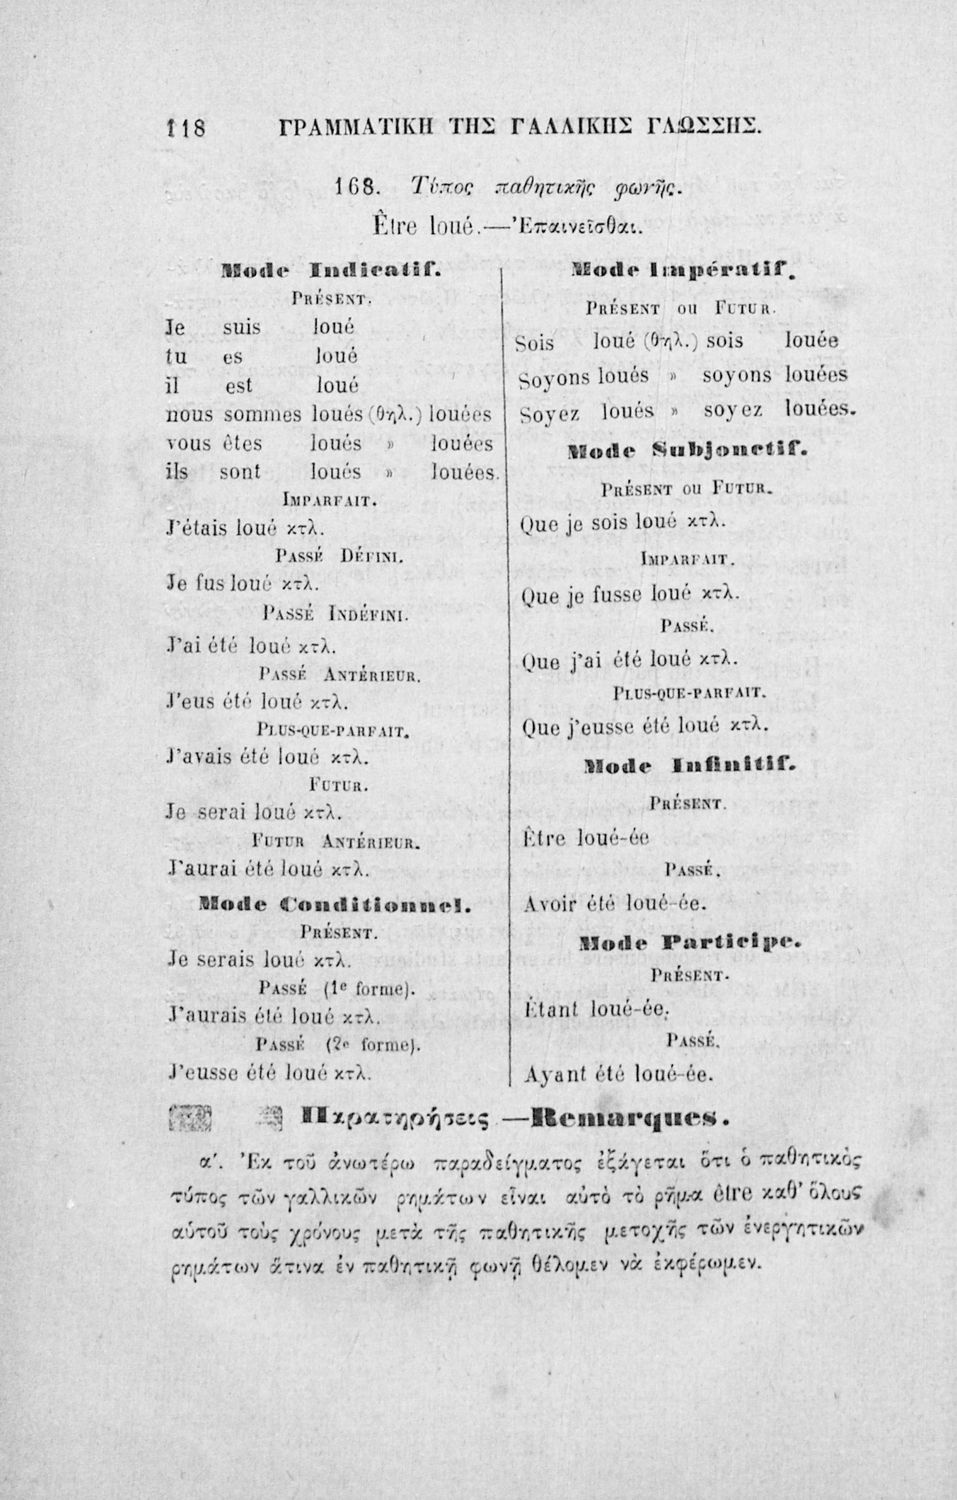 118 ΓΡΑΜΜΑΤΙΚΗ ΤΗΣ ΓΑΛΛΙΚΗΣ ΓΛΩΣΣΗΣ.
168. Τύπος παθητικῆς φωνῆς.
Être loué.—Ἐπαινεῖσθαι.
Mode Indicatif.
PRÉSENT.
Je suis loué
tu es loué
il est loué
nous sommes loués (θηλ.) louées
vous êtes loués » louées
ils sont loués » louées.
IMPARFAIT.
J'étais loué κτλ.
PASSÉ DÉFINI.
Je fus loué κτλ.
PASSÉ INDÉFINI.
J'ai été loué κτλ.
PASSÉ ANTÉRIEUR.
J'eus été loué κτλ.
PLUS-QUE-PARFAIT.
J'avais été loué κτλ.
FUTUR.
Je serai loué κτλ.
FUTUR ANTÉRIEUR.
J'aurai été loué κτλ.
Mode Conditionnel.
PRÉSENT.
Je serais loué κτλ.
PASSÉ (1e forme).
J'aurais été loué κτλ.
PASSÉ (2e forme).
J'eusse été loué κτλ.
Mode Impératif.
PRÉSENT ou FUTUR.
Sois loué (θηλ.) sois louée
Soyons loués » soyons louées
Soyez loués » soyez louées.
Mode Subjonctif.
PRÉSENT ou FUTUR.
Que je sois loué κτλ.
IMPARFAIT.
Que je fusse loué κτλ.
PASSÉ.
Que j'ai été loué κτλ.
PLUS-QUE-PARFAIT.
Que j'eusse été loué κτλ.
Mode Infinitif.
PRÉSENT.
Être loué-ée
PASSÉ.
Avoir été loué-ée.
Mode Participe.
PRÉSENT.
Étant loué-ée.
PASSÉ.
Ayant été loué-ée.
Παρατηρήσεις —Remarques.
α'. Ἐκ τοῦ ἀνωτέρω παραδείγματος ἐξάγεται ὅτι ὁ παθητικὸς
τύπος τῶν γαλλικῶν ρημάτων εἶναι αὐτὸ τὸ ρῆμα être καθ' ὅλους
αὐτοῦ τοὺς χρόνους μετὰ τῆς παθητικῆς μετοχῆς τῶν ἐνεργητικῶν
ρημάτων ἅτινα ἐν παθητικῇ φωνῇ θέλομεν νὰ ἐκφέρωμεν.